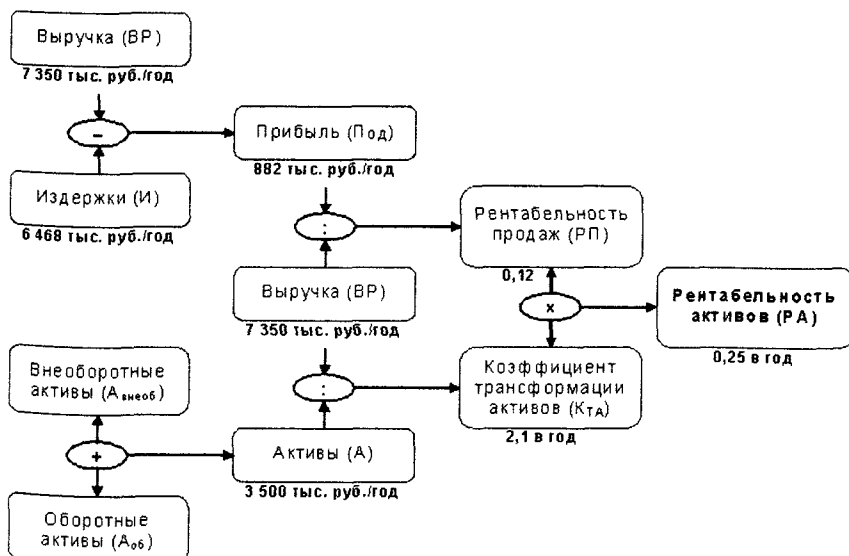 Выручка (ВР)
7 350 тыс. руб./год
–
Прибыль (Под)
882 тыс. руб./год
Издержки (И)
6 468 тыс. руб./год
:
Рентабельность
продаж (РП)
0,12
Выручка (ВР)
7 350 тыс. руб./год
х
Рентабельность
активов (РА)
0,25 в год
Внеоборотные
активы (Авнеоб)
:
Коэффициент
трансформации
активов (КТА)
2,1 в год
+
Активы (А)
3 500 тыс. руб./год
Оборотные
активы (Аоб)